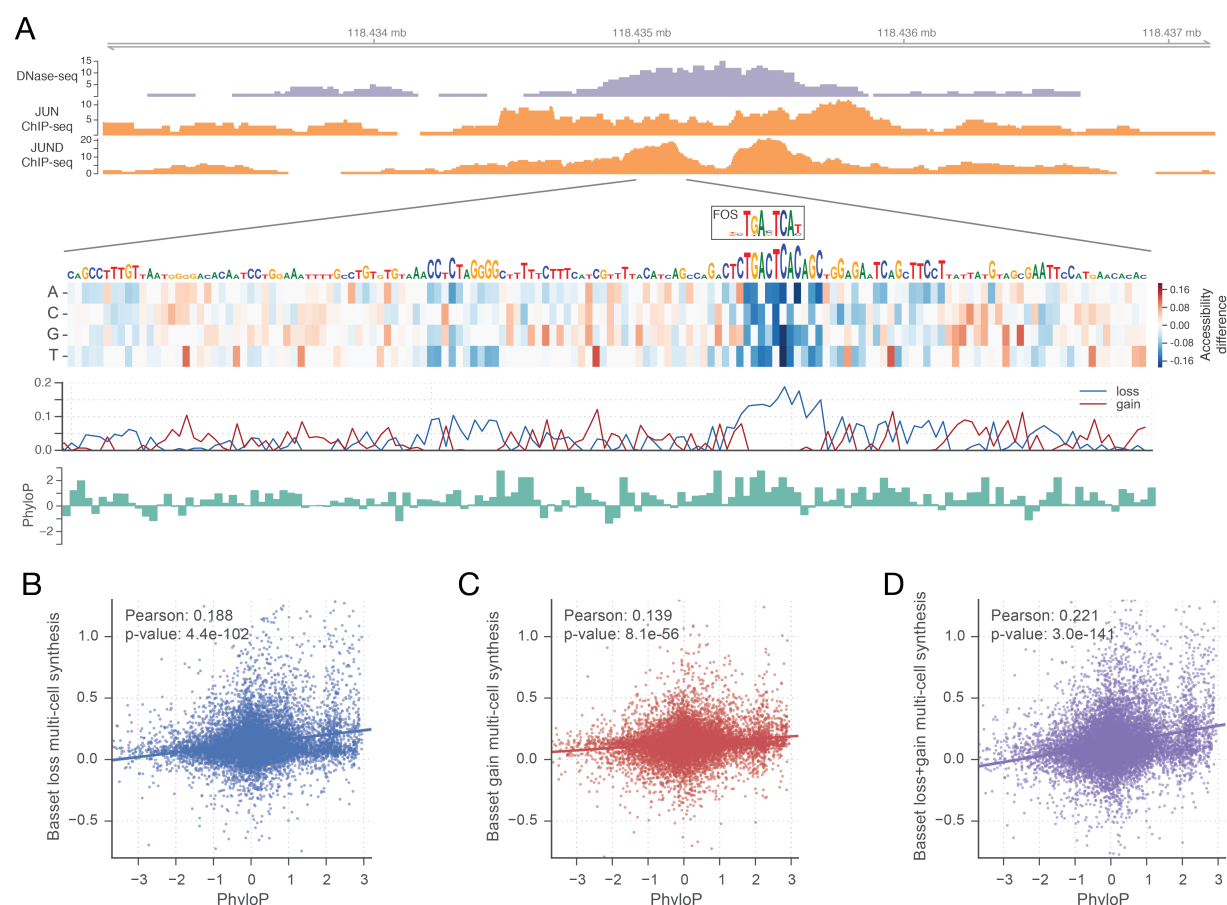 A
118.434 mb 118.435 mb 118.436 mb 118.437 mb
DNase-seq
15
10
5
JUN
ChIP-seq
10
5
0
JUND
ChIP-seq
20
10
0
FOS TGA TCA
A
C
G
T
0.16
0.08
0.00
-0.08
-0.16
Accessibility
difference
0.2
0.1
0.0
loss
gain
PhyloP
2
0
−2
B
Pearson: 0.188
p-value: 4.4e-102
Basset loss multi-cell synthesis
1.0
0.5
0.0
−0.5
−3 −2 −1 0 1 2 3
PhyloP
C
Pearson: 0.139
p-value: 8.1e-56
Basset gain multi-cell synthesis
1.0
0.5
0.0
−0.5
−3 −2 −1 0 1 2 3
PhyloP
D
Pearson: 0.221
p-value: 3.0e-141
Basset loss+gain multi-cell synthesis
1.0
0.5
0.0
−0.5
−3 −2 −1 0 1 2 3
PhyloP